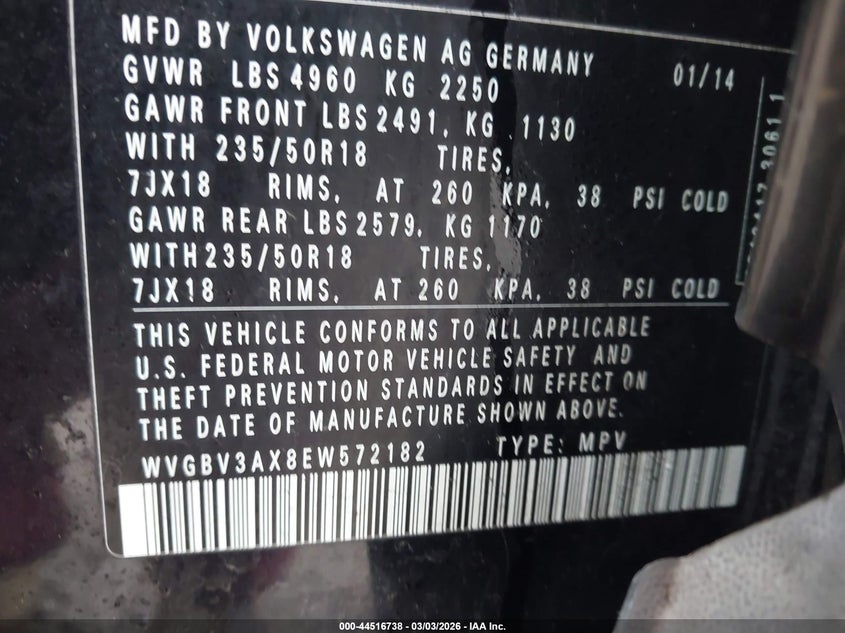 MFD BY VOLKSWAGEN AG GERMANY 01/14
GVWR LBS 4960 KG 2250
GAWR FRONT LBS 2491, KG 1130
WITH 235/50R18 TIRES,
7JX18 RIMS, AT 260 KPA, 38 PSI COLD
GAWR REAR LBS 2579, KG 1170
WITH 235/50R18 TIRES,
7JX18 RIMS, AT 260 KPA, 38 PSI COLD
THIS VEHICLE CONFORMS TO ALL APPLICABLE
U.S. FEDERAL MOTOR VEHICLE SAFETY AND
THEFT PREVENTION STANDARDS IN EFFECT ON
THE DATE OF MANUFACTURE SHOWN ABOVE.
WVGBV3AX8EW572182 TYPE: MPV
000-44516738 - 03/03/2026 - IAA Inc.